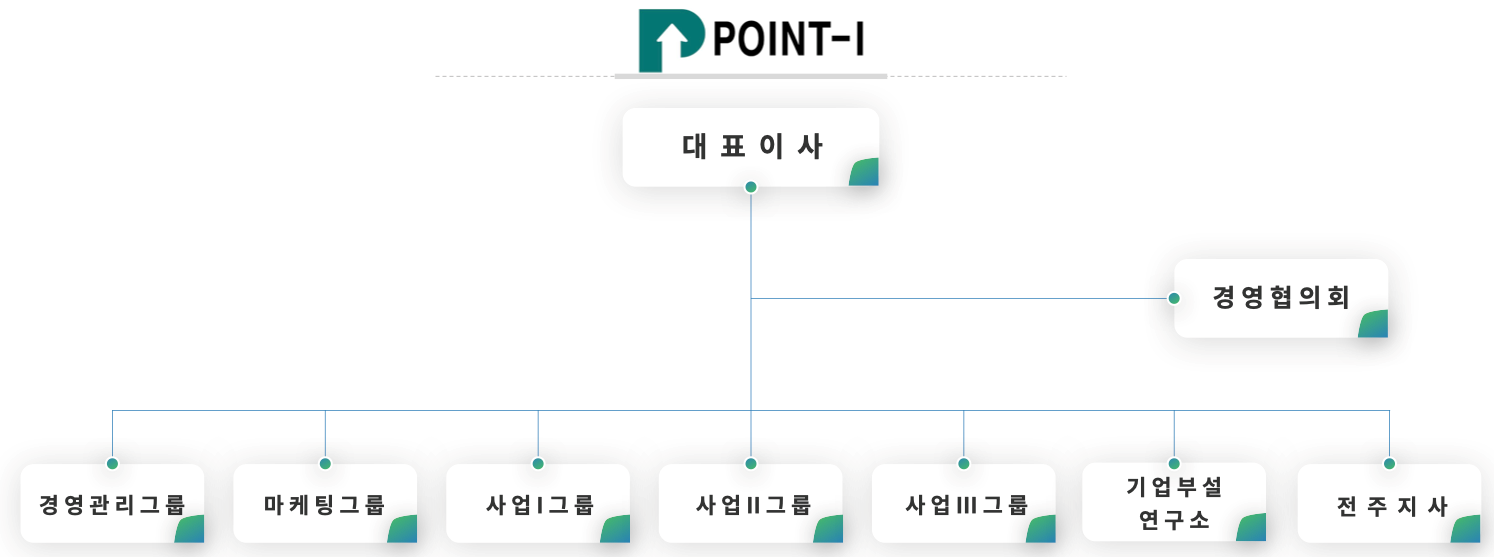 POINT-I
대표이사
경영협의회
경영관리그룹
마케팅그룹
사업I그룹
사업II그룹
사업III그룹
기업부설
연구소
전주지사